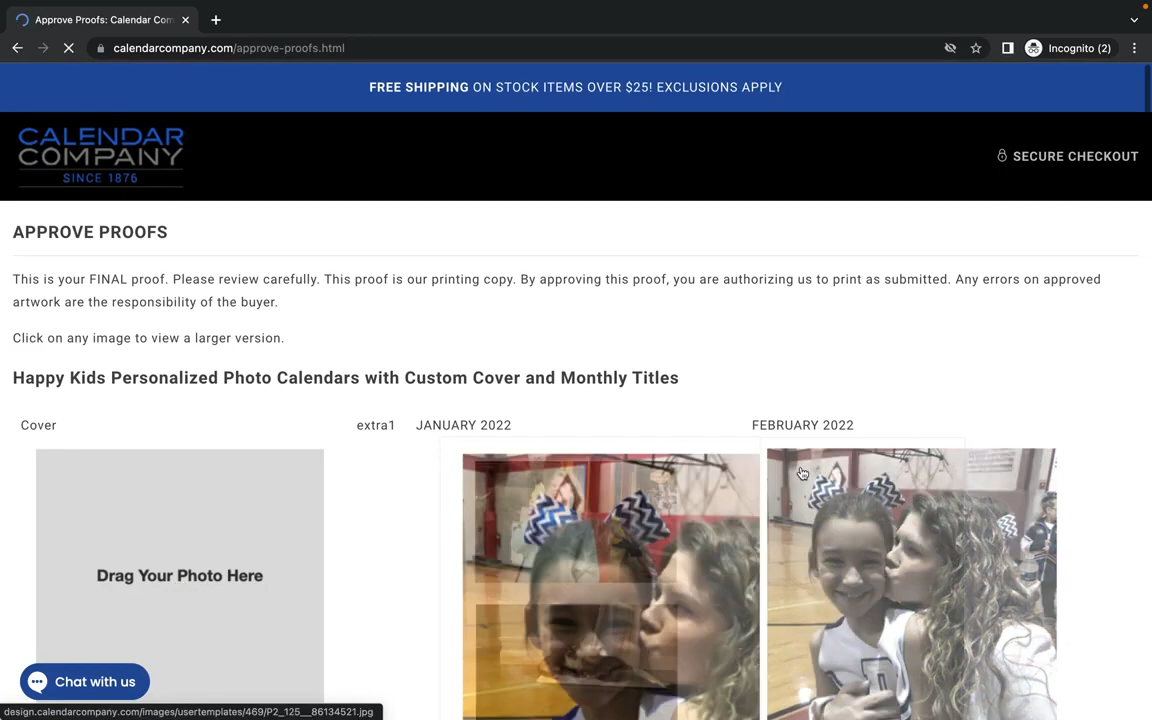 Approve Proofs: Calendar Com
calendarcompany.com/approve-proofs.html
Incognito (2)
FREE SHIPPING ON STOCK ITEMS OVER $25! EXCLUSIONS APPLY
CALENDAR
COMPANY
SINCE 1876
SECURE CHECKOUT
APPROVE PROOFS
This is your FINAL proof. Please review carefully. This proof is our printing copy. By approving this proof, you are authorizing us to print as submitted. Any errors on approved
artwork are the responsibility of the buyer.
Click on any image to view a larger version.
Happy Kids Personalized Photo Calendars with Custom Cover and Monthly Titles
Cover
extra1
JANUARY 2022
FEBRUARY 2022
Drag Your Photo Here
Chat with us
design.calendarcompany.com/images/usertemplates/469/P2_125__86134521.jpg